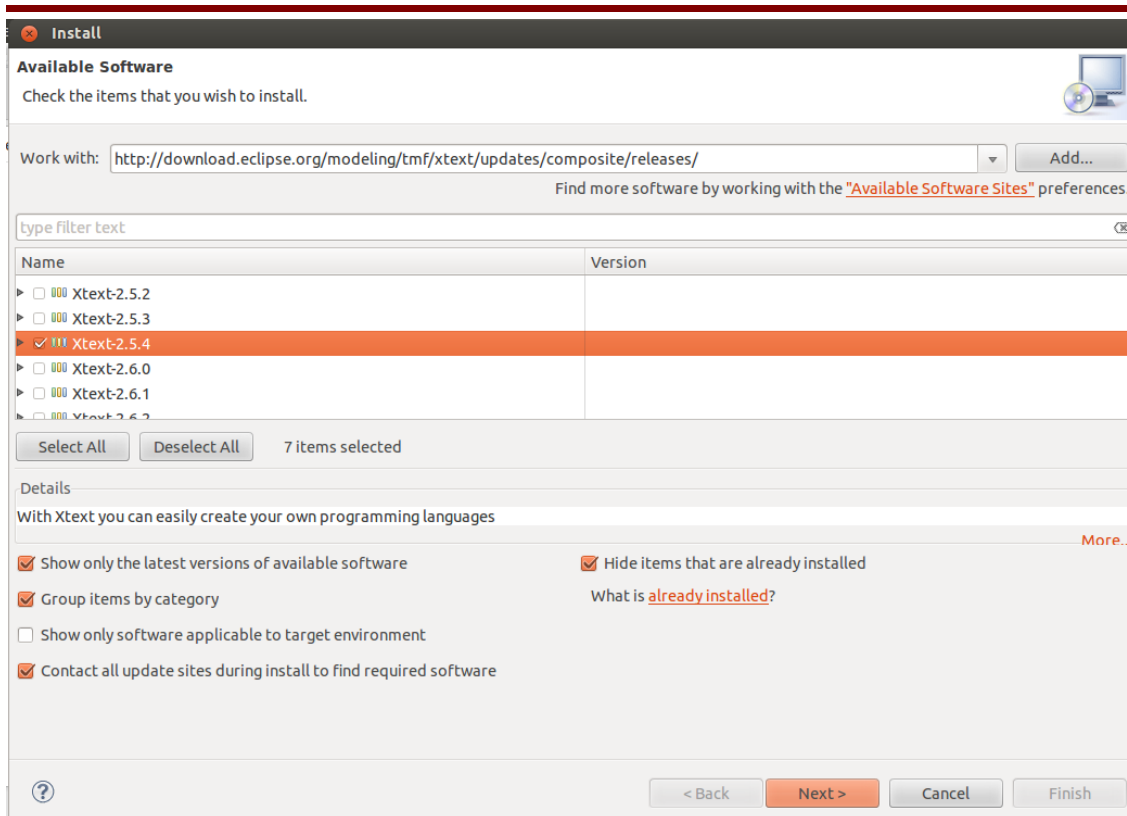 Install
Available Software
Check the items that you wish to install.
Work with: http://download.eclipse.org/modeling/tmf/xtext/updates/composite/releases/ Add...
Find more software by working with the "Available Software Sites" preferences.
type filter text
Name Version
Xtext-2.5.2
Xtext-2.5.3
Xtext-2.5.4
Xtext-2.6.0
Xtext-2.6.1
Xtext-2.6.2
Select All Deselect All 7 items selected
Details
With Xtext you can easily create your own programming languages
More..
Show only the latest versions of available software Hide items that are already installed
Group items by category What is already installed?
Show only software applicable to target environment
Contact all update sites during install to find required software
? < Back Next > Cancel Finish